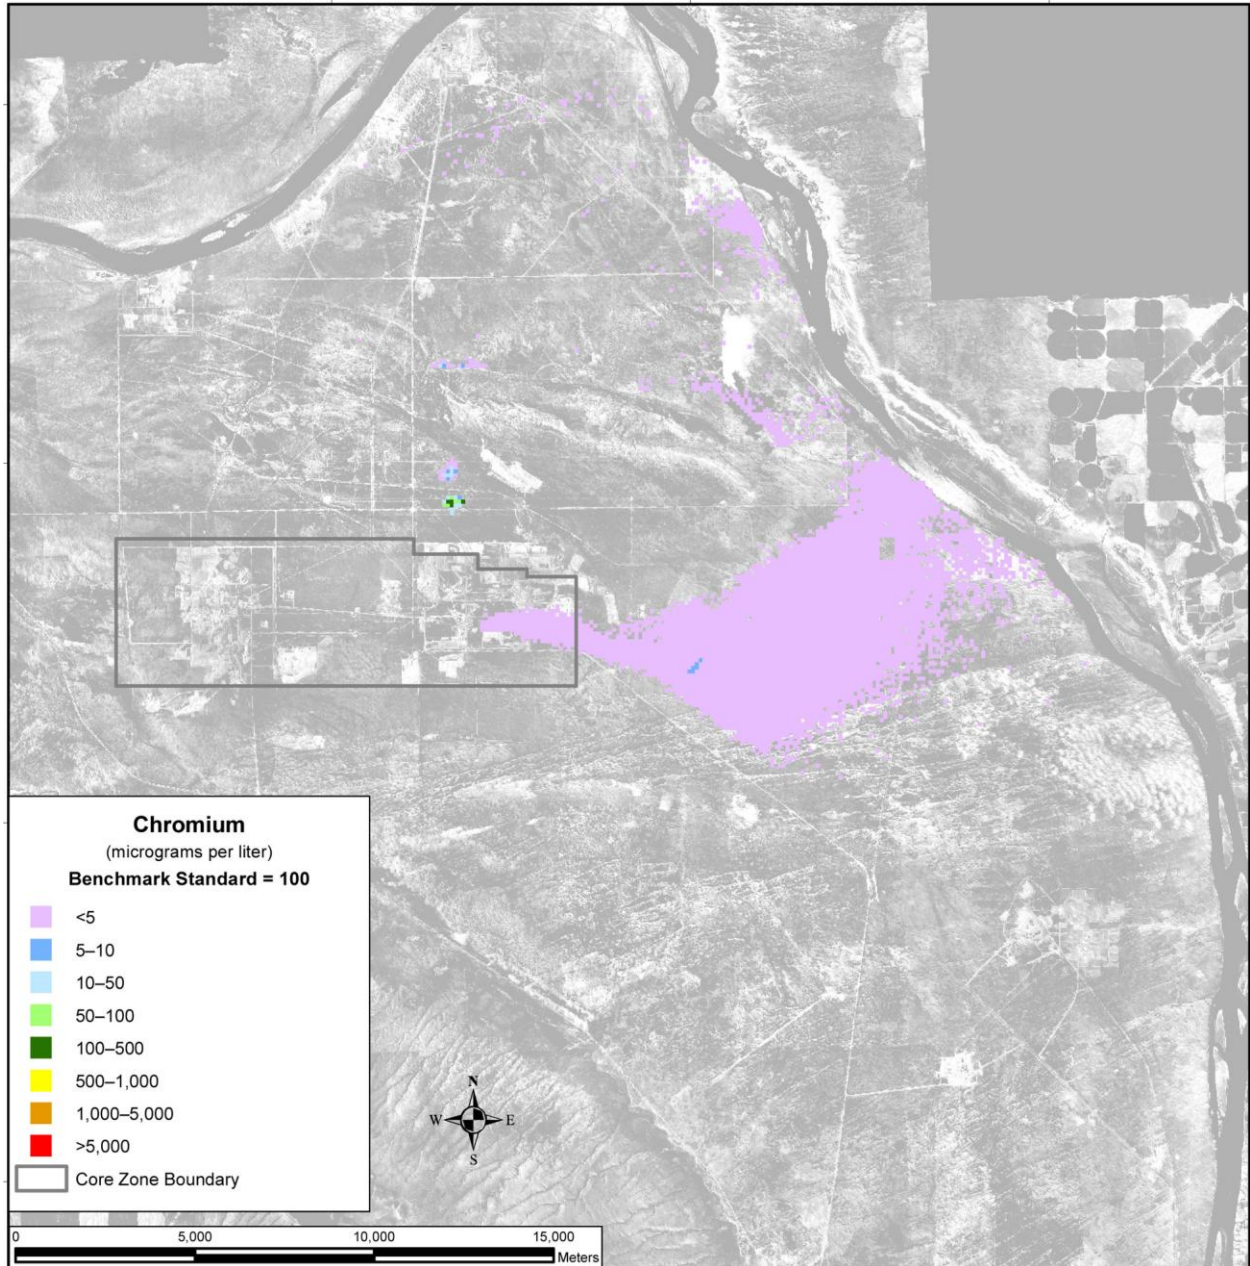 Chromium
(micrograms per liter)
Benchmark Standard = 100
<5
5–10
10–50
50–100
100–500
500–1,000
1,000–5,000
>5,000
Core Zone Boundary
N
W E
S
0 5,000 10,000 15,000
Meters